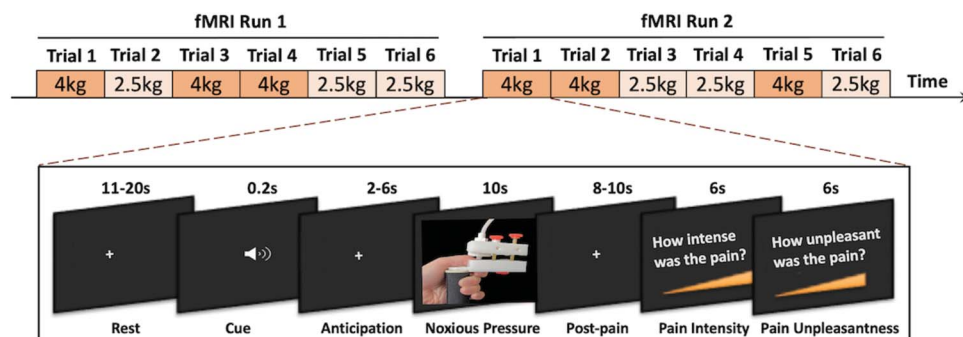 fMRI Run 1 fMRI Run 2
Trial 1 Trial 2 Trial 3 Trial 4 Trial 5 Trial 6 Trial 1 Trial 2 Trial 3 Trial 4 Trial 5 Trial 6
4kg 2.5kg 4kg 4kg 2.5kg 2.5kg 4kg 4kg 2.5kg 2.5kg 4kg 2.5kg Time
11-20s 0.2s 2-6s 10s 8-10s 6s 6s
How intense
was the pain?
How unpleasant
was the pain?
Rest Cue Anticipation Noxious Pressure Post-pain Pain Intensity Pain Unpleasantness